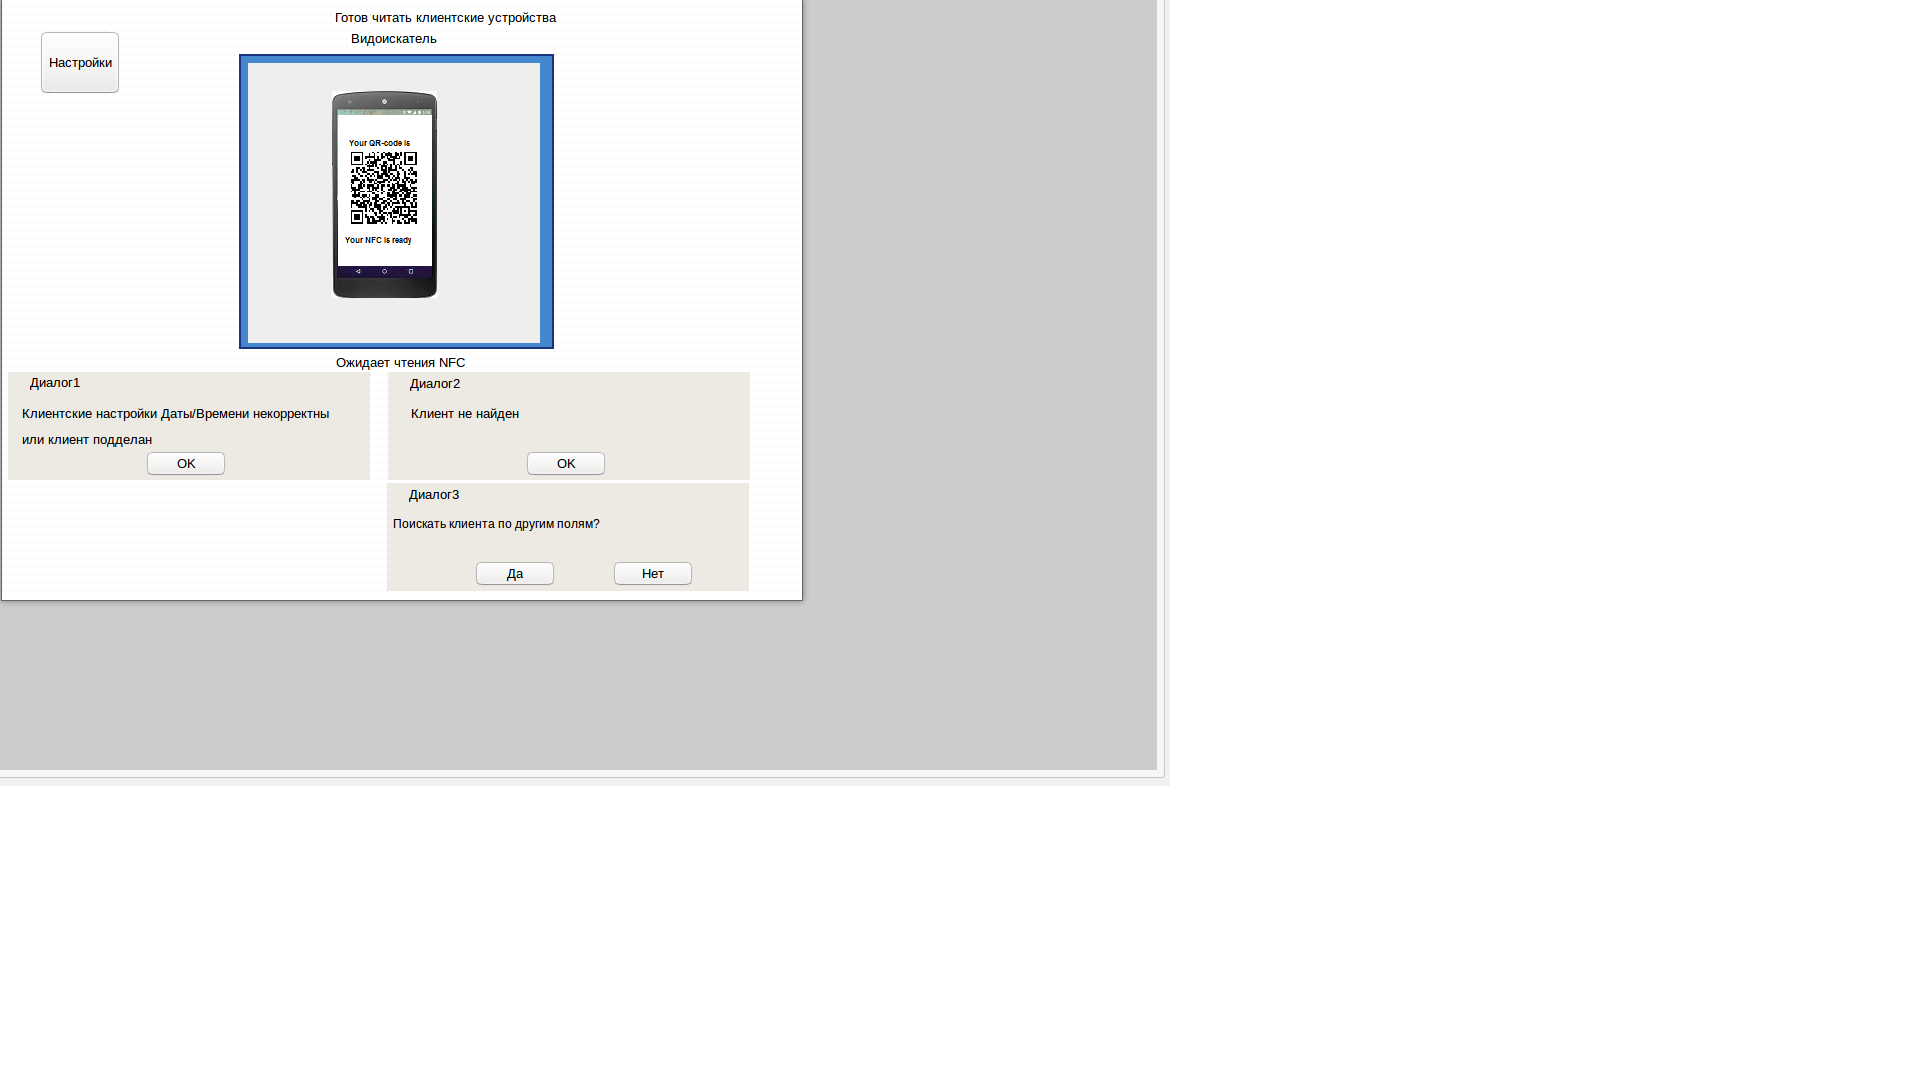 Готов читать клиентские устройства
Видоискатель
Настройки
Your QR-code is
Your NFC is ready
Ожидает чтения NFC
Диалог1
Клиентские настройки Даты/Времени некорректны
или клиент подделан
OK
Диалог2
Клиент не найден
OK
Диалог3
Поискать клиента по другим полям?
Да
Нет